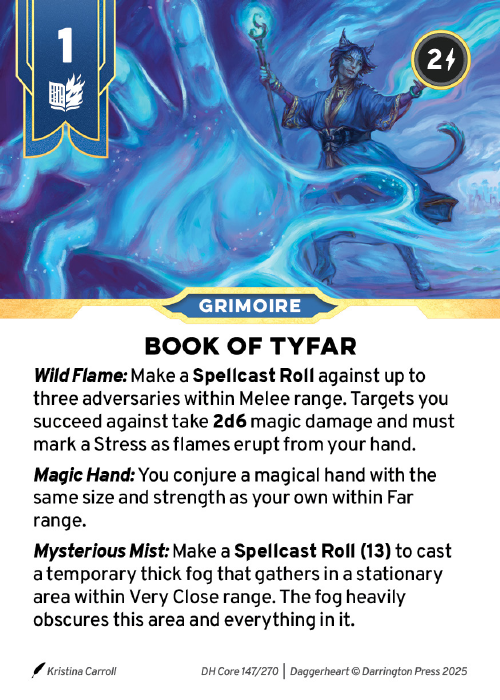 1
2
GRIMOIRE
BOOK OF TYFAR
Wild Flame: Make a Spellcast Roll against up to
three adversaries within Melee range. Targets you
succeed against take 2d6 magic damage and must
mark a Stress as flames erupt from your hand.
Magic Hand: You conjure a magical hand with the
same size and strength as your own within Far
range.
Mysterious Mist: Make a Spellcast Roll (13) to cast
a temporary thick fog that gathers in a stationary
area within Very Close range. The fog heavily
obscures this area and everything in it.
Kristina Carroll DH Core 147/270 | Daggerheart © Darrington Press 2025